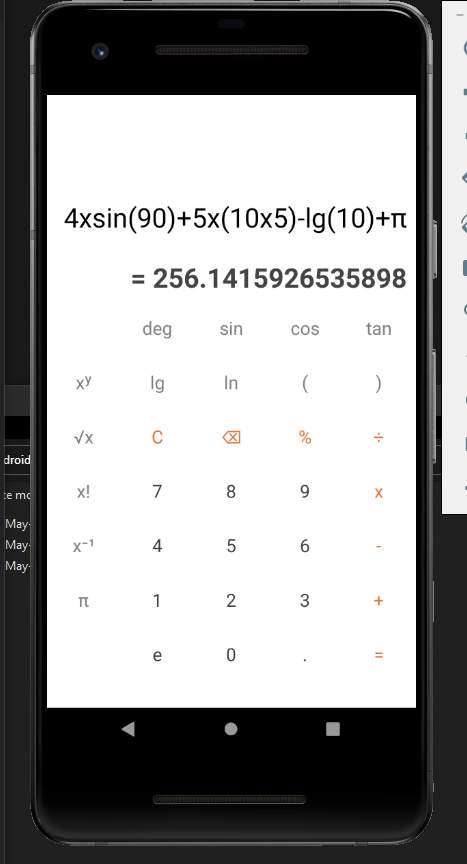 4xsin(90)+5x(10x5)-lg(10)+π
= 256.1415926535898
deg sin cos tan
xʸ lg ln ( )
√x C ⌫ % ÷
x! 7 8 9 x
x⁻¹ 4 5 6 -
π 1 2 3 +
e 0 . =
droid
te mo
May-
May-
May-